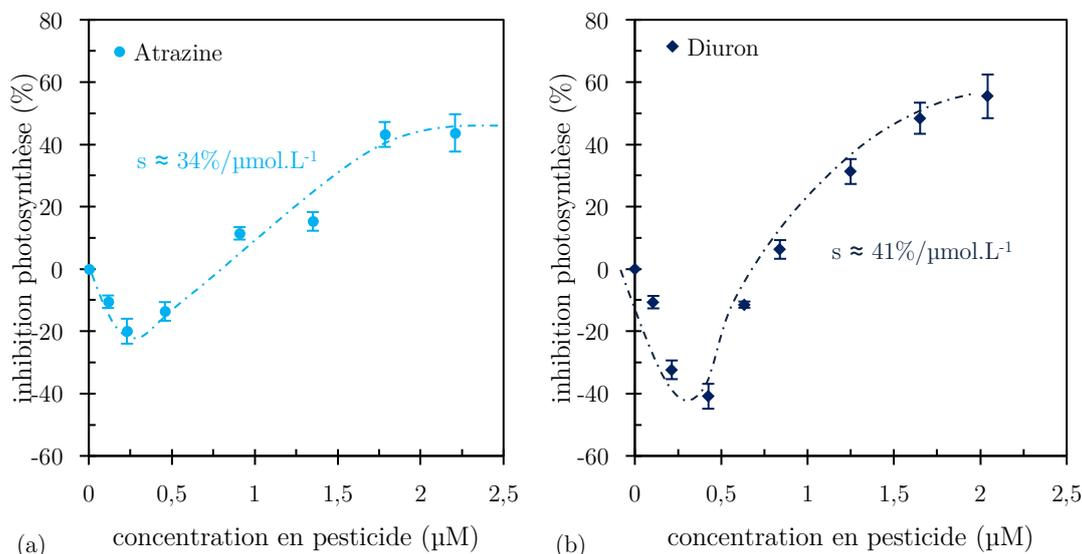 80
60
40
20
0
-20
-40
-60
inhibition photosynthèse (%)
Atrazine
s ≈ 34%/µmol.L-1
0 0,5 1 1,5 2 2,5
concentration en pesticide (µM)
(a)
80
60
40
20
0
-20
-40
-60
inhibition photosynthèse (%)
Diuron
s ≈ 41%/µmol.L-1
0 0,5 1 1,5 2 2,5
concentration en pesticide (µM)
(b)